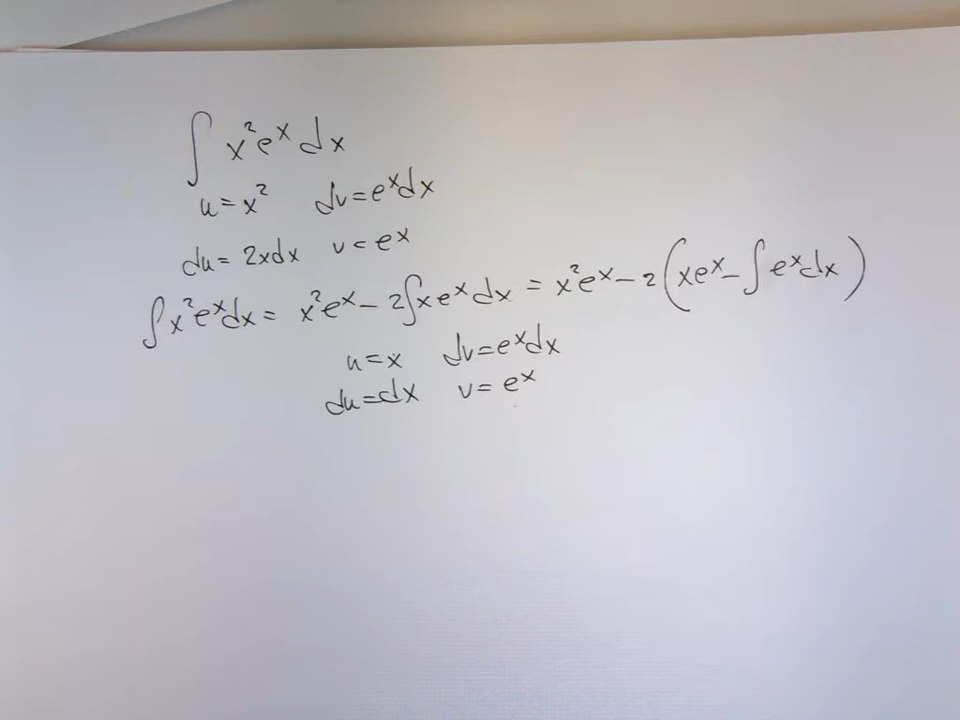 ∫ x²eˣ dx
u = x² dv = eˣdx
du = 2xdx v = eˣ
∫x²eˣdx = x²eˣ − 2∫xeˣdx = x²eˣ − 2(xeˣ − ∫eˣdx)
u = x dv = eˣdx
du = dx v = eˣ